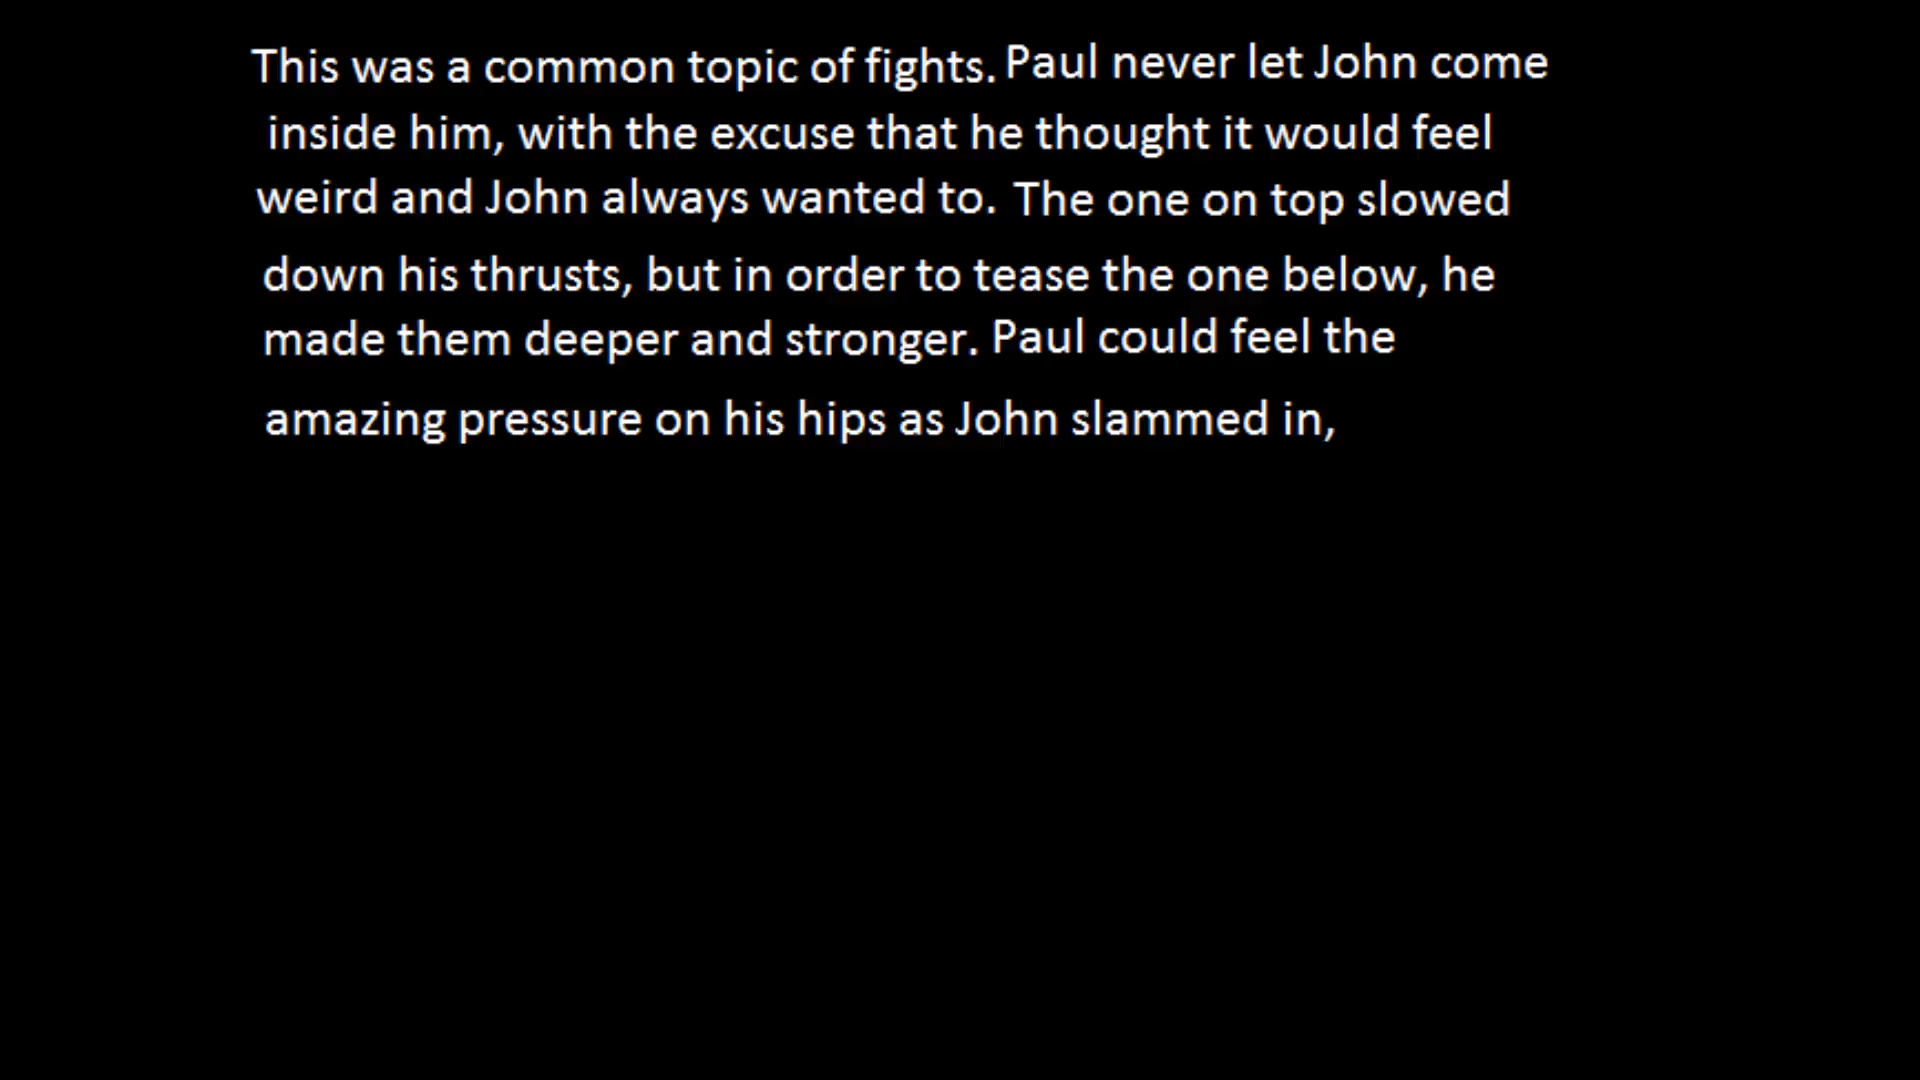 This was a common topic of fights. Paul never let John come
inside him, with the excuse that he thought it would feel
weird and John always wanted to. The one on top slowed
down his thrusts, but in order to tease the one below, he
made them deeper and stronger. Paul could feel the
amazing pressure on his hips as John slammed in,